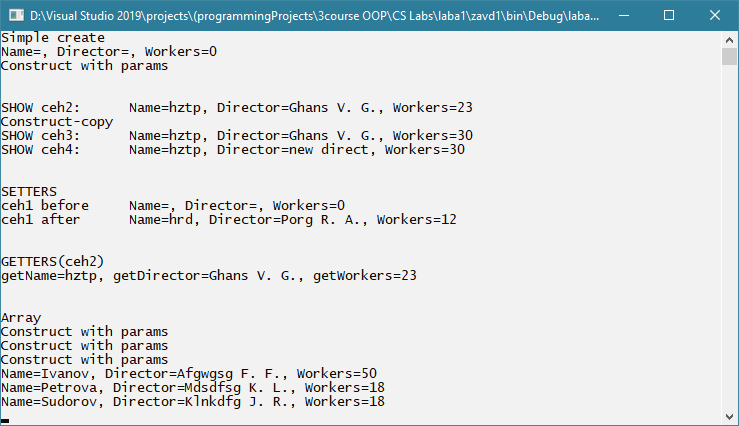 D:\Visual Studio 2019\projects\(programmingProjects\3course OOP\CS Labs\laba1\zavd1\bin\Debug\laba...
Simple create
Name=, Director=, Workers=0
Construct with params
SHOW ceh2:      Name=hztp, Director=Ghans V. G., Workers=23
Construct-copy
SHOW ceh3:      Name=hztp, Director=Ghans V. G., Workers=30
SHOW ceh4:      Name=hztp, Director=new direct, Workers=30
SETTERS
ceh1 before     Name=, Director=, Workers=0
ceh1 after      Name=hrd, Director=Porg R. A., Workers=12
GETTERS(ceh2)
getName=hztp, getDirector=Ghans V. G., getWorkers=23
Array
Construct with params
Construct with params
Construct with params
Name=Ivanov, Director=Afgwgsg F. F., Workers=50
Name=Petrova, Director=Mdsdfsg K. L., Workers=18
Name=Sudorov, Director=Klnkdfg J. R., Workers=18